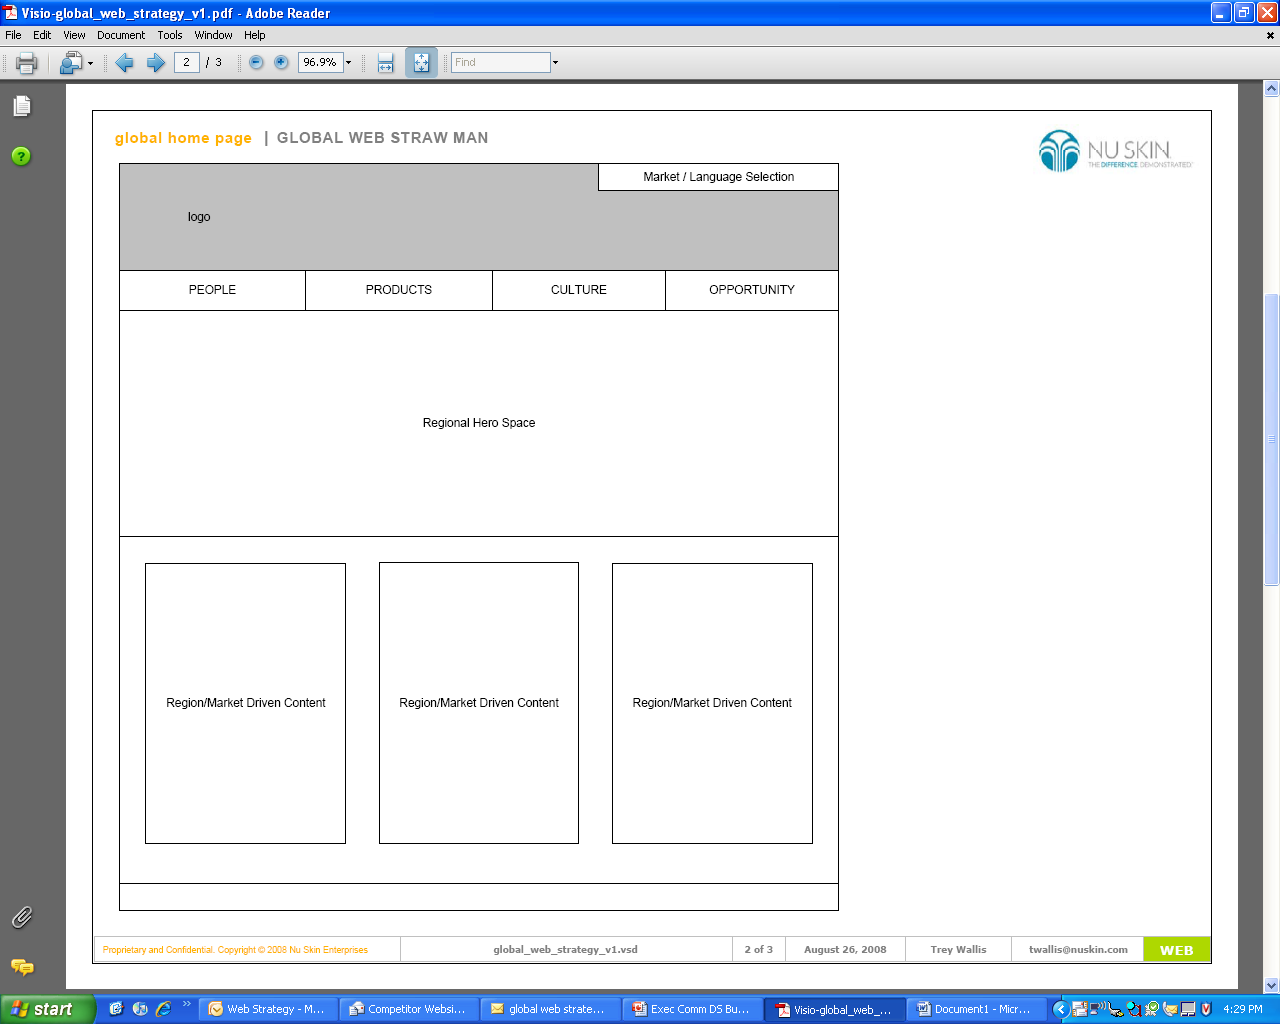 Visio-global_web_strategy_v1.pdf - Adobe Reader
File Edit View Document Tools Window Help
2 / 3 96.9% Find
global home page | GLOBAL WEB STRAW MAN
NU SKIN
THE DIFFERENCE. DEMONSTRATED.
Market / Language Selection
logo
PEOPLE PRODUCTS CULTURE OPPORTUNITY
Regional Hero Space
Region/Market Driven Content Region/Market Driven Content Region/Market Driven Content
Proprietary and Confidential. Copyright © 2008 Nu Skin Enterprises global_web_strategy_v1.vsd 2 of 3 August 26, 2008 Trey Wallis twallis@nuskin.com WEB
start Web Strategy - M... Competitor Websi... global web strate... Exec Comm DS Bu... Visio-global_web_... Document1 - Micr... 4:29 PM